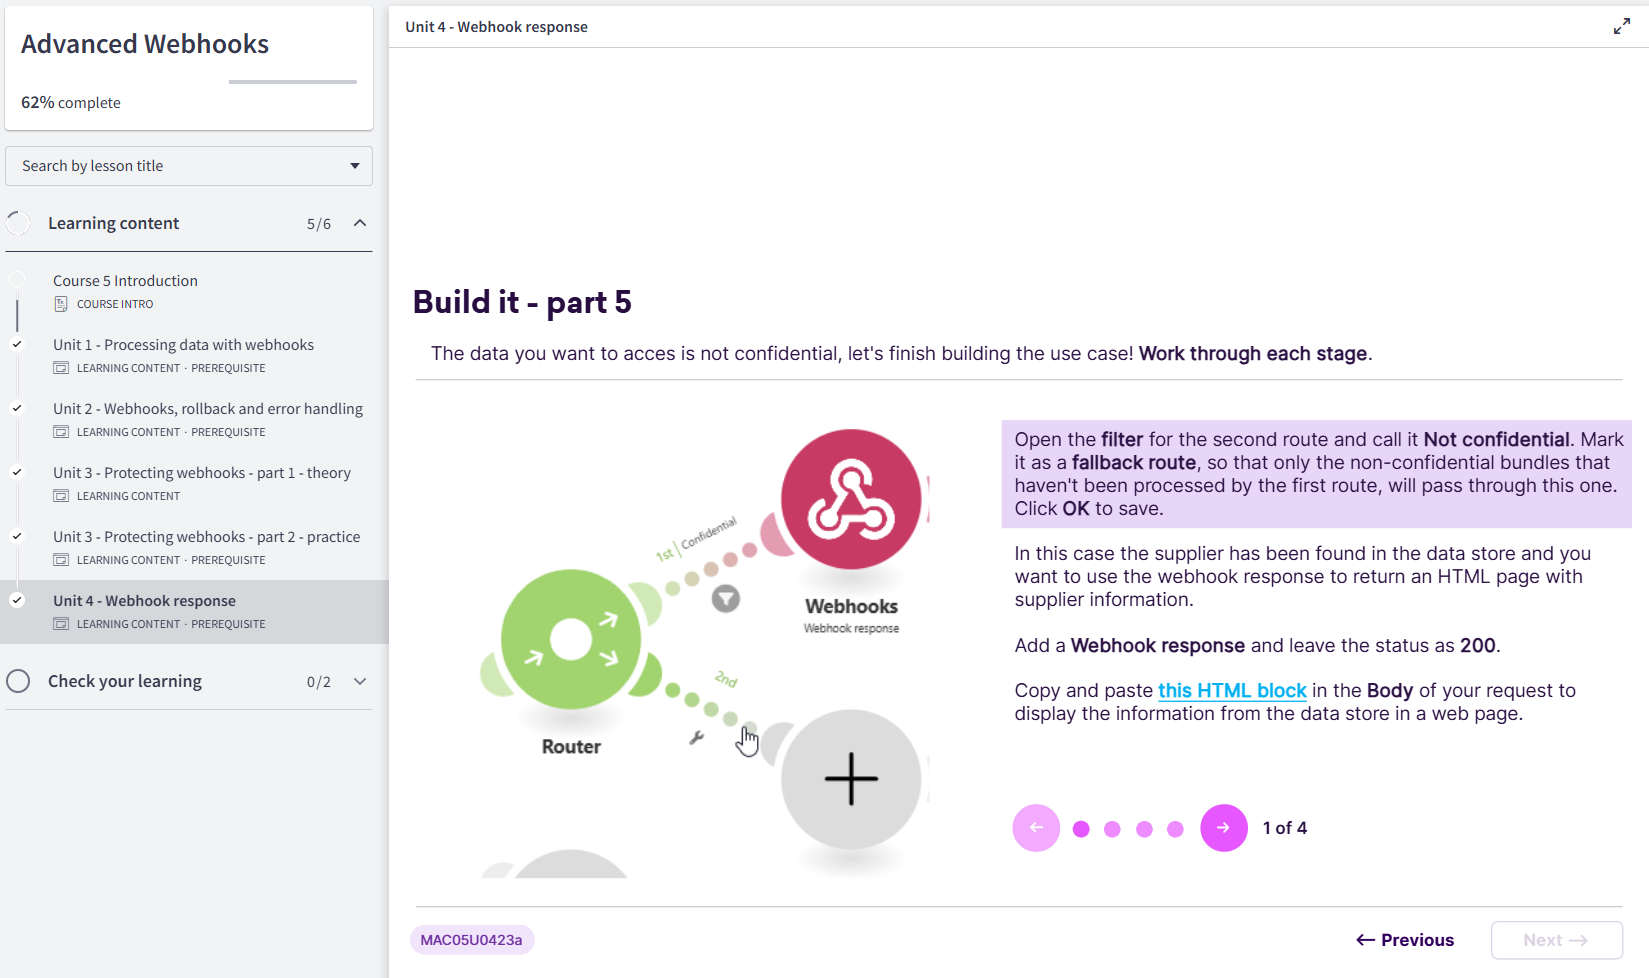 Advanced Webhooks
62% complete
Search by lesson title
Learning content 5/6
Course 5 Introduction
COURSE INTRO
Unit 1 - Processing data with webhooks
LEARNING CONTENT · PREREQUISITE
Unit 2 - Webhooks, rollback and error handling
LEARNING CONTENT · PREREQUISITE
Unit 3 - Protecting webhooks - part 1 - theory
LEARNING CONTENT
Unit 3 - Protecting webhooks - part 2 - practice
LEARNING CONTENT · PREREQUISITE
Unit 4 - Webhook response
LEARNING CONTENT · PREREQUISITE
Check your learning 0/2
Unit 4 - Webhook response
Build it - part 5
The data you want to acces is not confidential, let's finish building the use case! Work through each stage.
1st | Confidential
Webhooks
Webhook response
2nd
Router
Open the filter for the second route and call it Not confidential. Mark
it as a fallback route, so that only the non-confidential bundles that
haven't been processed by the first route, will pass through this one.
Click OK to save.
In this case the supplier has been found in the data store and you
want to use the webhook response to return an HTML page with
supplier information.
Add a Webhook response and leave the status as 200.
Copy and paste this HTML block in the Body of your request to
display the information from the data store in a web page.
1 of 4
MAC05U0423a
← Previous
Next →